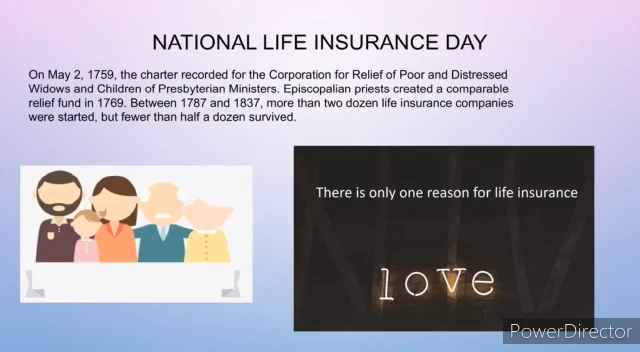 NATIONAL LIFE INSURANCE DAY
On May 2, 1759, the charter recorded for the Corporation for Relief of Poor and Distressed
Widows and Children of Presbyterian Ministers. Episcopalian priests created a comparable
relief fund in 1769. Between 1787 and 1837, more than two dozen life insurance companies
were started, but fewer than half a dozen survived.
There is only one reason for life insurance
love
PowerDirector